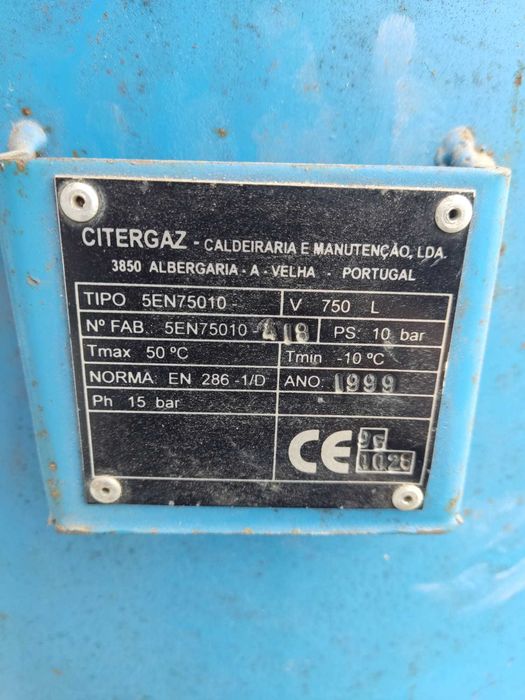 CITERGAZ - CALDEIRARIA E MANUTENÇÃO, LDA.
3850 ALBERGARIA - A - VELHA - PORTUGAL
TIPO 5EN75010 - V 750 L
Nº FAB. 5EN75010 - 418 PS: 10 bar
Tmax 50 ºC Tmin -10 ºC
NORMA: EN 286 -1/D ANO: 1999
Ph 15 bar
CE